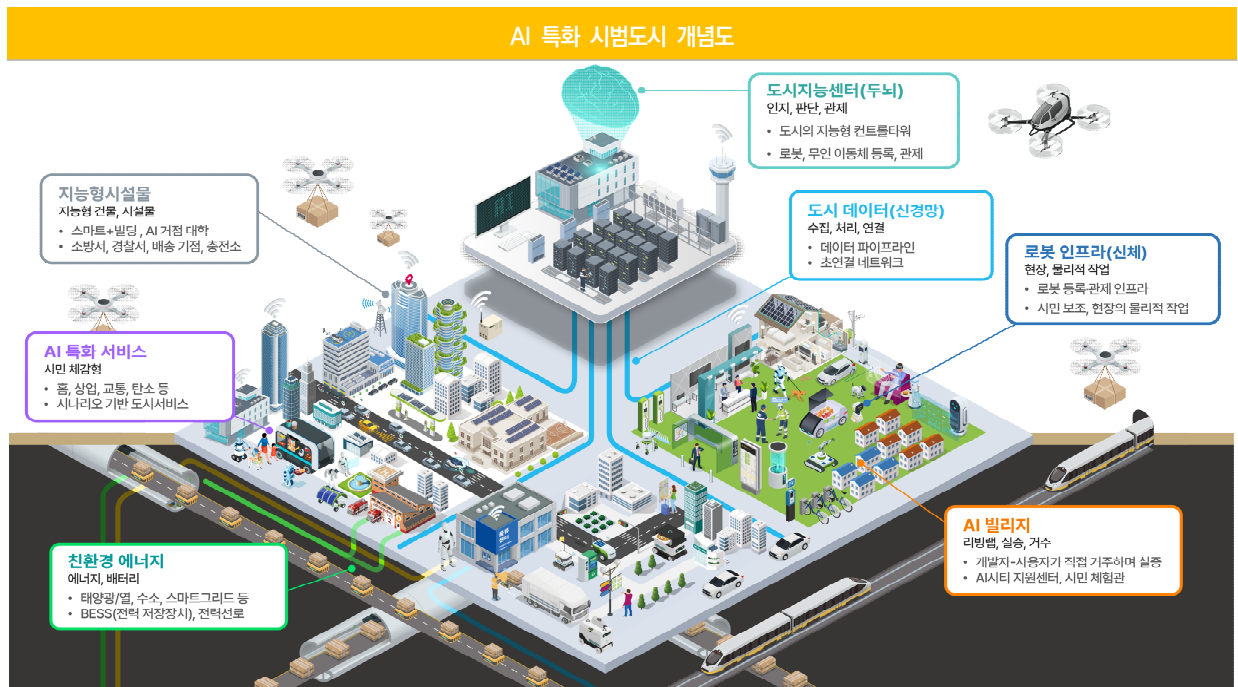 AI 특화 시범도시 개념도
도시지능센터(두뇌)
인지, 판단, 관제
• 도시의 지능형 컨트롤타워
• 로봇, 무인 이동체 등록, 관제
지능형시설물
지능형 건물, 시설물
• 스마트+빌딩 , AI 거점 대학
• 소방서, 경찰서, 배송 기점, 충전소
도시 데이터(신경망)
수집, 처리, 연결
• 데이터 파이프라인
• 초연결 네트워크
로봇 인프라(신체)
현장, 물리적 작업
• 로봇 등록·관제 인프라
• 시민 보조, 현장의 물리적 작업
AI 특화 서비스
시민 체감형
• 홈, 상업, 교통, 탄소 등
• 시나리오 기반 도시서비스
AI 빌리지
리빙랩, 실증, 거주
• 개발자-사용자가 직접 거주하며 실증
• AI시티 지원센터, 시민 체험관
친환경 에너지
에너지, 배터리
• 태양광/열, 수소, 스마트그리드 등
• BESS(전력 저장장치), 전력선로